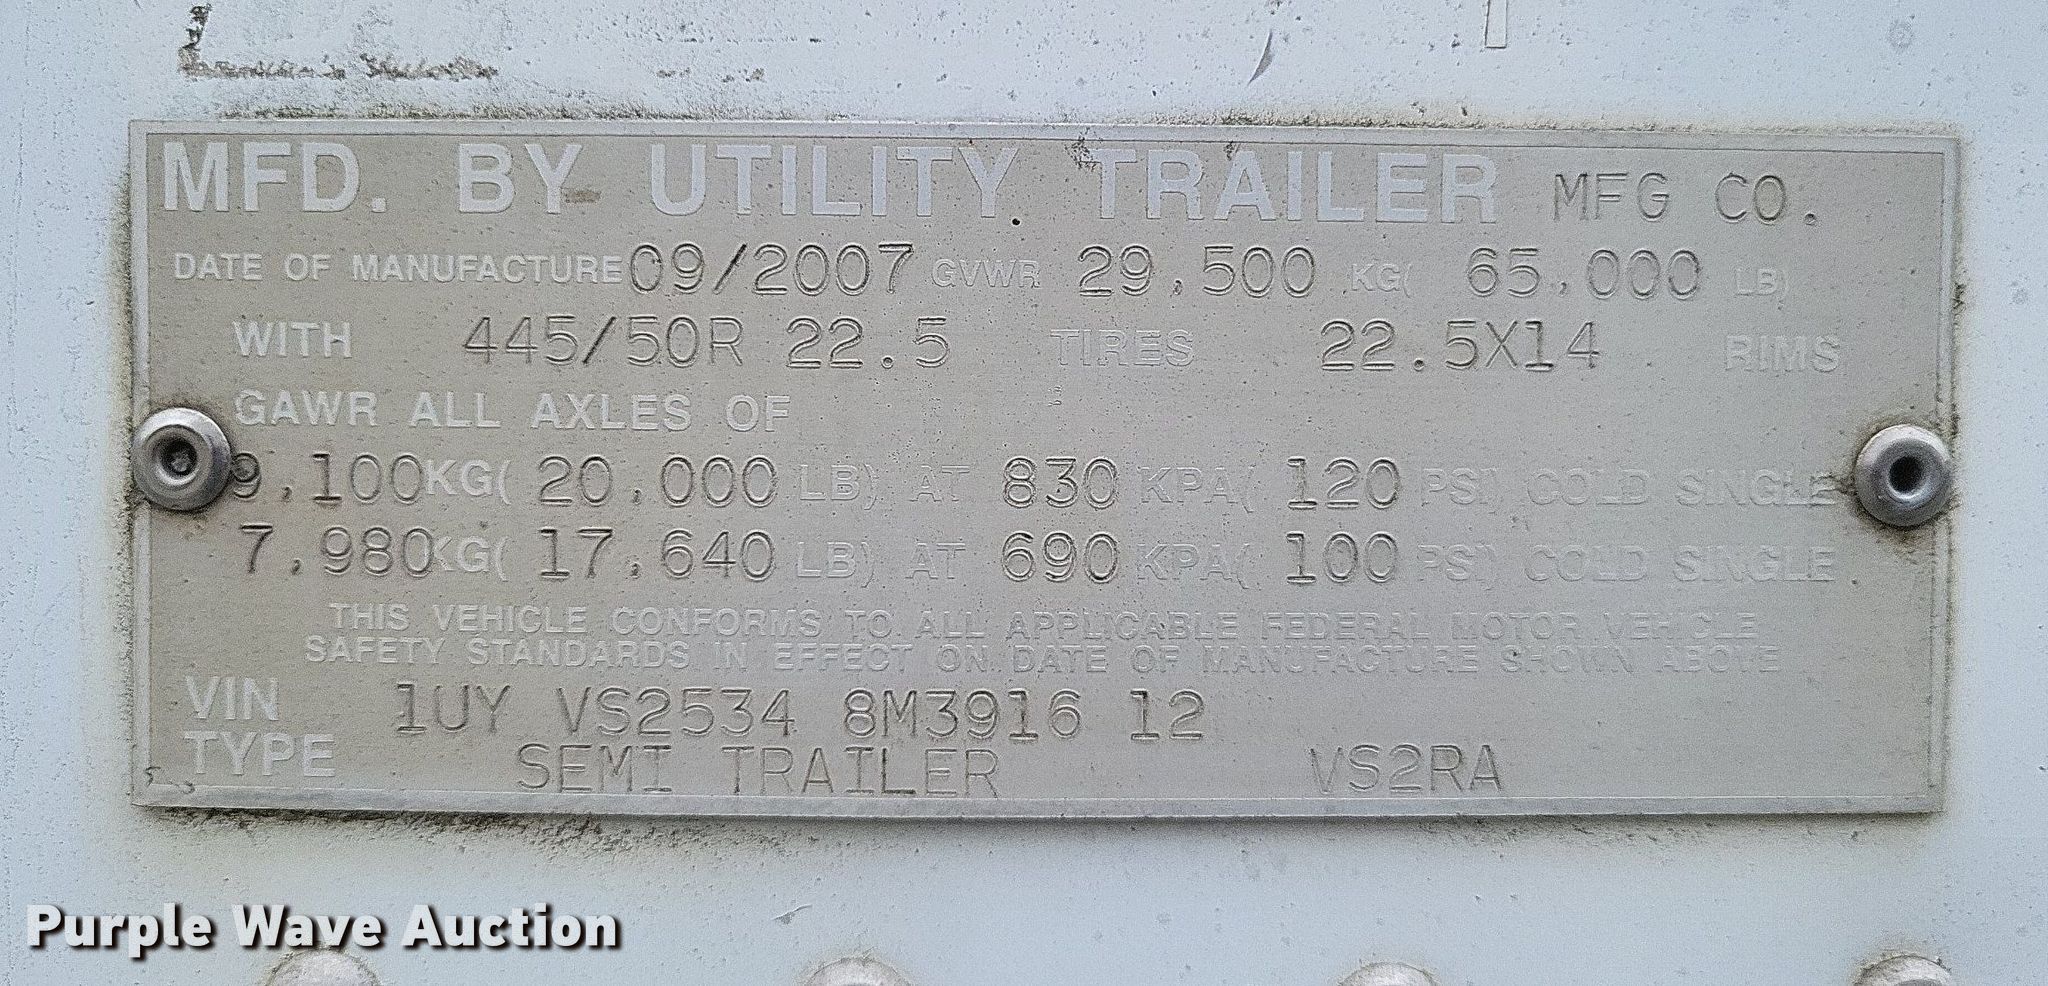 MFD. BY UTILITY TRAILER MFG CO.
DATE OF MANUFACTURE 09/2007 GVWR 29,500 KG( 65,000 LB)
WITH 445/50R 22.5 TIRES 22.5X14 RIMS
GAWR ALL AXLES OF
9,100KG( 20,000 LB) AT 830 KPA( 120 PSI) COLD SINGLE
7,980KG( 17,640 LB) AT 690 KPA( 100 PSI) COLD SINGLE
THIS VEHICLE CONFORMS TO ALL APPLICABLE FEDERAL MOTOR VEHICLE
SAFETY STANDARDS IN EFFECT ON DATE OF MANUFACTURE SHOWN ABOVE
VIN 1UY VS2534 8M3916 12
TYPE SEMI TRAILER VS2RA
Purple Wave Auction